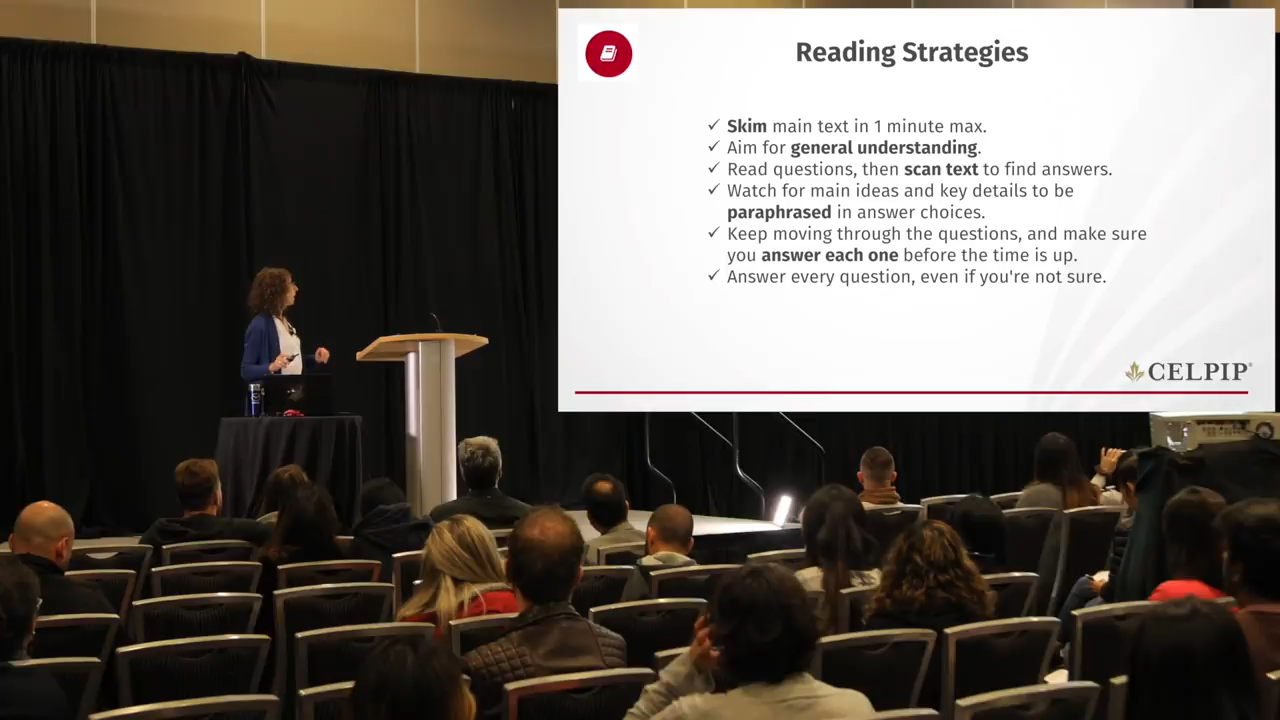 Reading Strategies
✓ Skim main text in 1 minute max.
✓ Aim for general understanding.
✓ Read questions, then scan text to find answers.
✓ Watch for main ideas and key details to be
paraphrased in answer choices.
✓ Keep moving through the questions, and make sure
you answer each one before the time is up.
✓ Answer every question, even if you're not sure.
CELPIP®